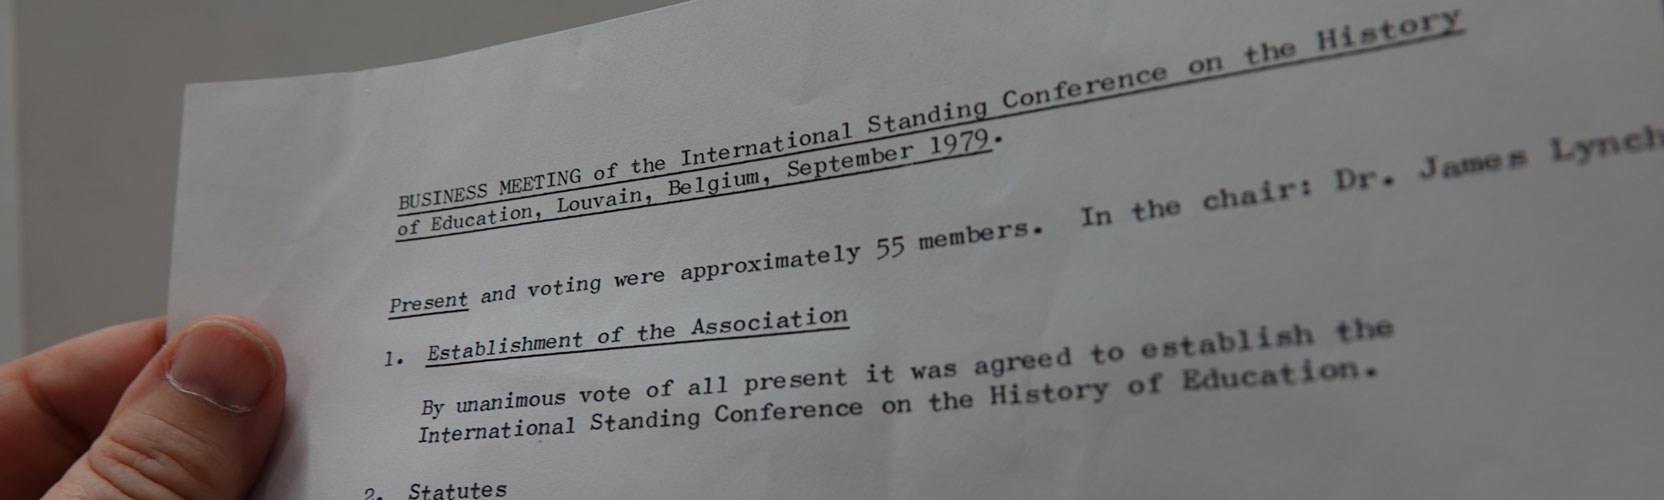 BUSINESS MEETING of the International Standing Conference on the History
of Education, Louvain, Belgium, September 1979.
Present and voting were approximately 55 members. In the chair: Dr. James Lynch
1. Establishment of the Association
By unanimous vote of all present it was agreed to establish the
International Standing Conference on the History of Education.
2. Statutes